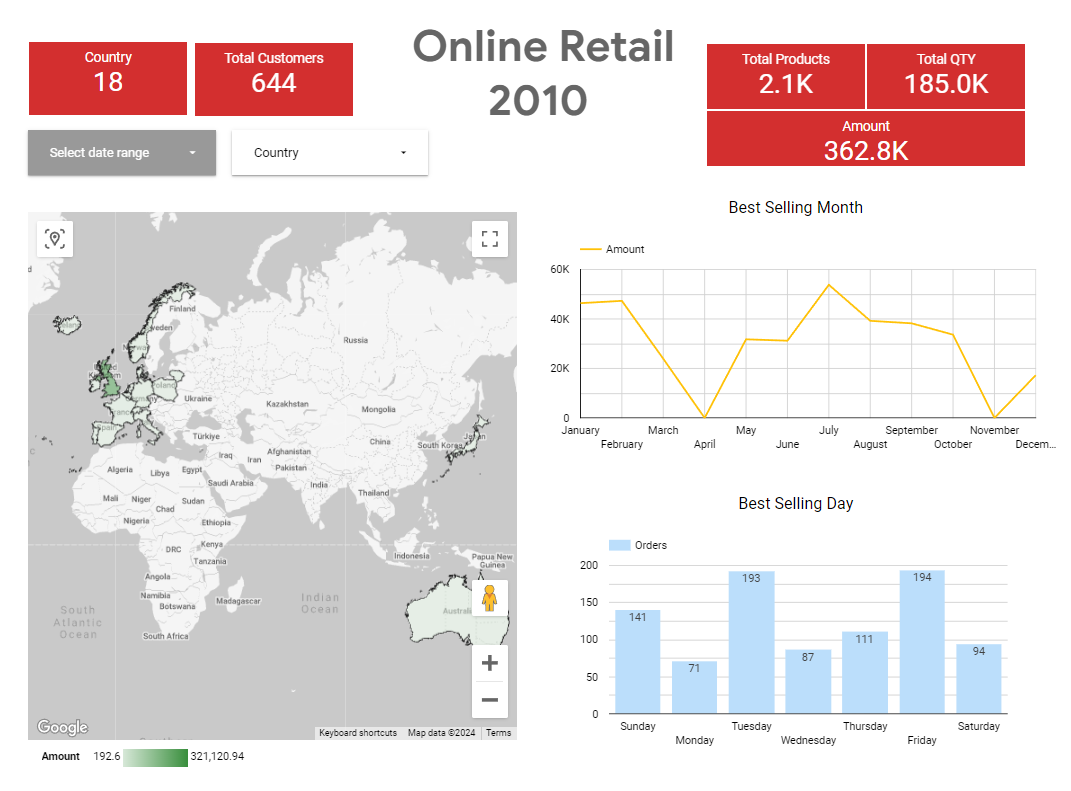 Online Retail
2010
Country
18
Total Customers
644
Total Products
2.1K
Total QTY
185.0K
Amount
362.8K
Select date range
Country
Finland
Russia
Ukraine
Kazakhstan
Mongolia
Türkiye
China
South Korea
Japan
Iraq
Iran
Afghanistan
Pakistan
Algeria
Libya
Egypt
Saudi Arabia
India
Mali
Niger
Sudan
Chad
Thailand
Nigeria
Ethiopia
DRC
Kenya
Tanzania
Indonesia
Papua New
Guinea
Angola
Namibia
Botswana
Madagascar
Indian
Ocean
South
Atlantic
Ocean
South Africa
Google
Keyboard shortcuts
Map data ©2024
Terms
Amount 192.6 321,120.94
Best Selling Month
Amount
60K
40K
20K
0
January
February
March
April
May
June
July
August
September
October
November
Decem...
Best Selling Day
Orders
200
150
100
50
0
141
71
193
87
111
194
94
Sunday
Monday
Tuesday
Wednesday
Thursday
Friday
Saturday